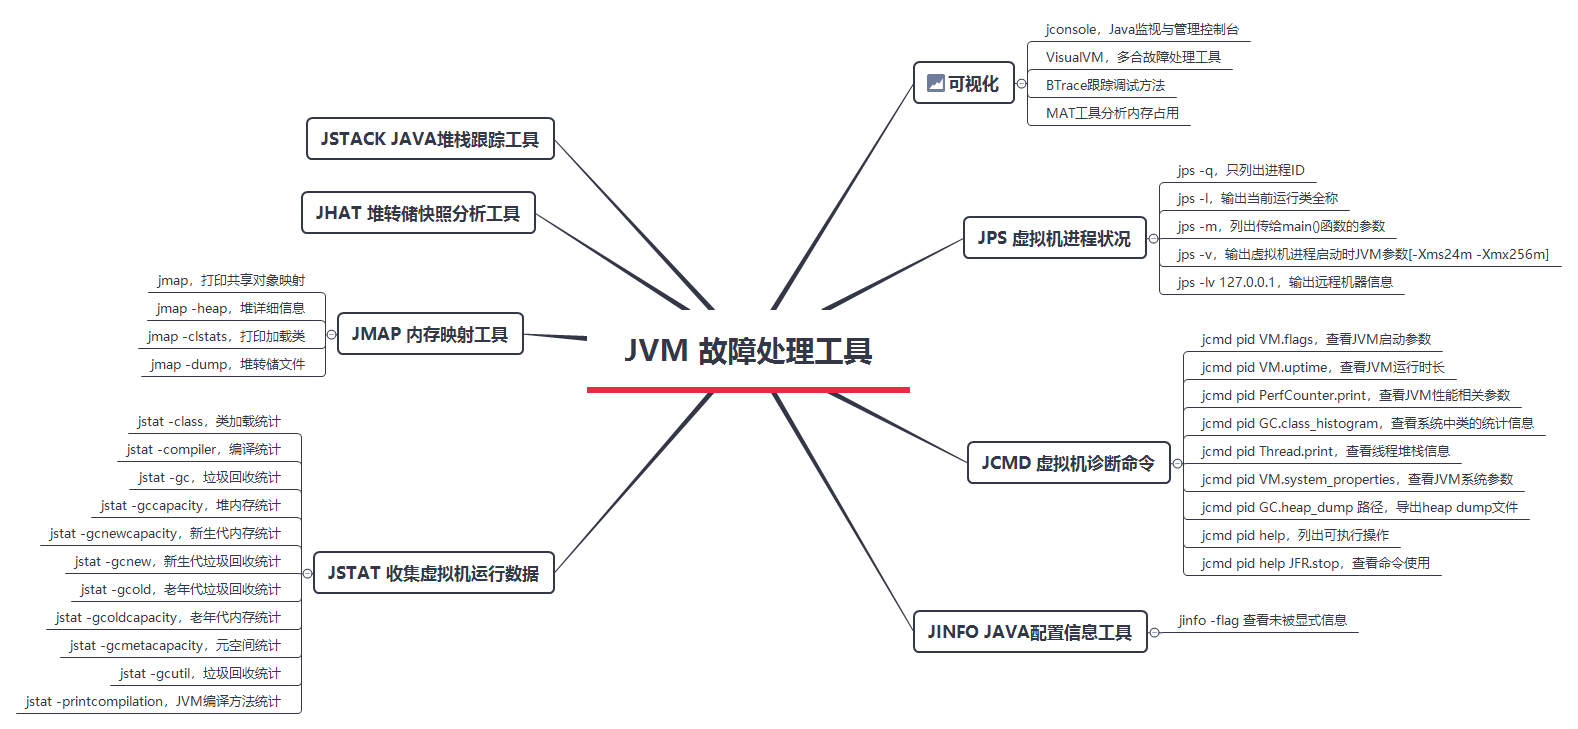 JVM 故障处理工具
可视化
jconsole，Java监视与管理控制台
VisualVM，多合故障处理工具
BTrace跟踪调试方法
MAT工具分析内存占用
JPS 虚拟机进程状况
jps -q，只列出进程ID
jps -l，输出当前运行类全称
jps -m，列出传给main()函数的参数
jps -v，输出虚拟机进程启动时JVM参数[-Xms24m -Xmx256m]
jps -lv 127.0.0.1，输出远程机器信息
JCMD 虚拟机诊断命令
jcmd pid VM.flags，查看JVM启动参数
jcmd pid VM.uptime，查看JVM运行时长
jcmd pid PerfCounter.print，查看JVM性能相关参数
jcmd pid GC.class_histogram，查看系统中类的统计信息
jcmd pid Thread.print，查看线程堆栈信息
jcmd pid VM.system_properties，查看JVM系统参数
jcmd pid GC.heap_dump 路径，导出heap dump文件
jcmd pid help，列出可执行操作
jcmd pid help JFR.stop，查看命令使用
JINFO JAVA配置信息工具
jinfo -flag 查看未被显式信息
JSTACK JAVA堆栈跟踪工具
JHAT 堆转储快照分析工具
JMAP 内存映射工具
jmap，打印共享对象映射
jmap -heap，堆详细信息
jmap -clstats，打印加载类
jmap -dump，堆转储文件
JSTAT 收集虚拟机运行数据
jstat -class，类加载统计
jstat -compiler，编译统计
jstat -gc，垃圾回收统计
jstat -gccapacity，堆内存统计
jstat -gcnewcapacity，新生代内存统计
jstat -gcnew，新生代垃圾回收统计
jstat -gcold，老年代垃圾回收统计
jstat -gcoldcapacity，老年代内存统计
jstat -gcmetacapacity，元空间统计
jstat -gcutil，垃圾回收统计
jstat -printcompilation，JVM编译方法统计